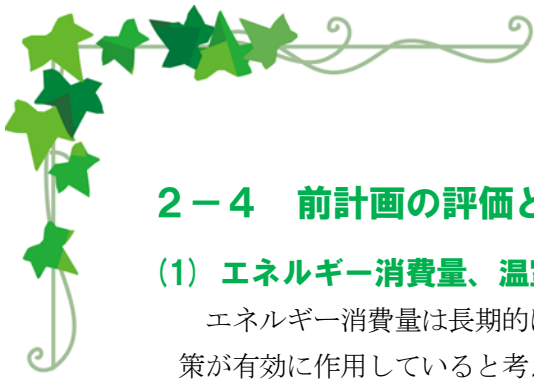 ２－４　前計画の評価と
(1) エネルギー消費量、温
エネルギー消費量は長期的
策が有効に作用していると考